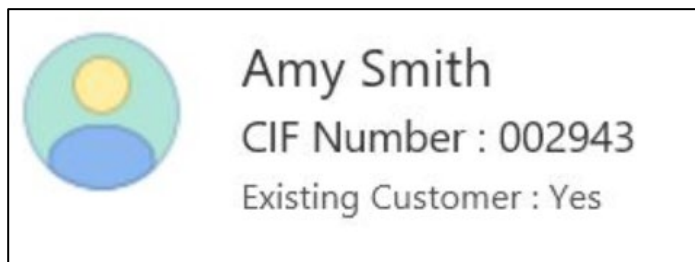 Amy Smith
CIF Number : 002943
Existing Customer : Yes